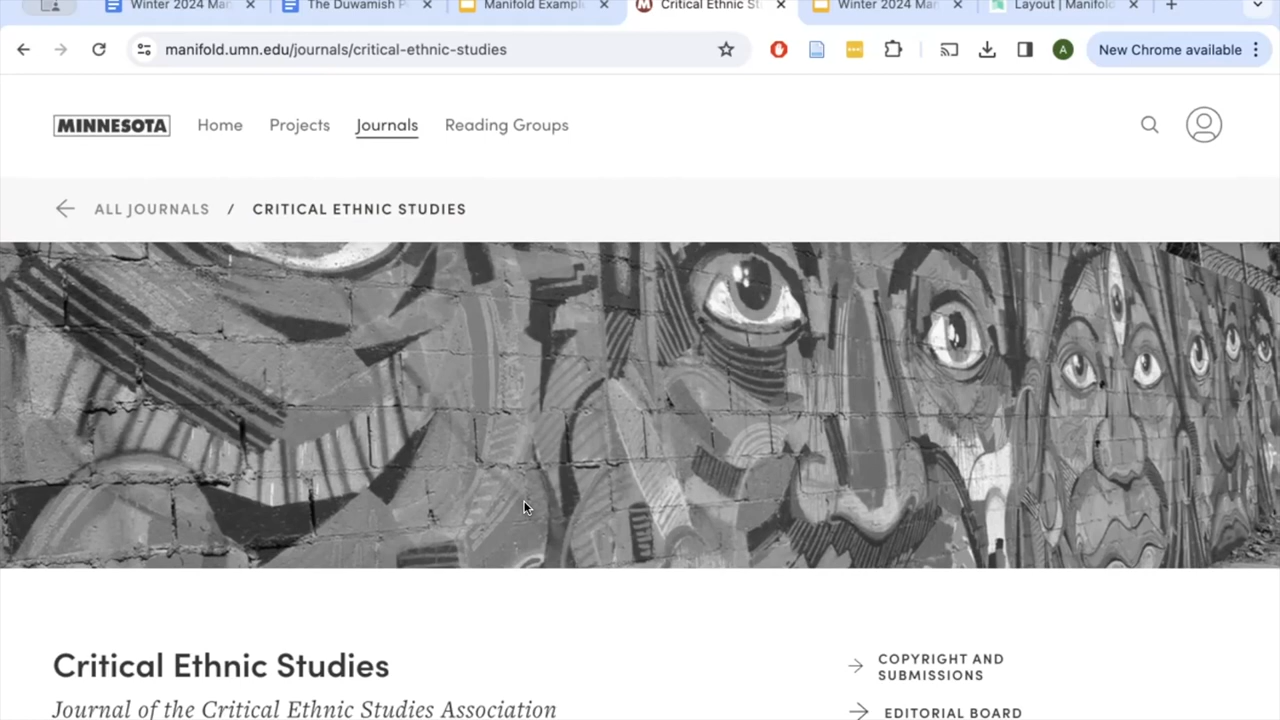 Winter 2024 Man
The Duwamish P
Manifold Example
Critical Ethnic St
Winter 2024 Man
Layout | Manifold
manifold.umn.edu/journals/critical-ethnic-studies
A
New Chrome available
MINNESOTA
Home
Projects
Journals
Reading Groups
ALL JOURNALS / CRITICAL ETHNIC STUDIES
Critical Ethnic Studies
Journal of the Critical Ethnic Studies Association
COPYRIGHT AND
SUBMISSIONS
EDITORIAL BOARD